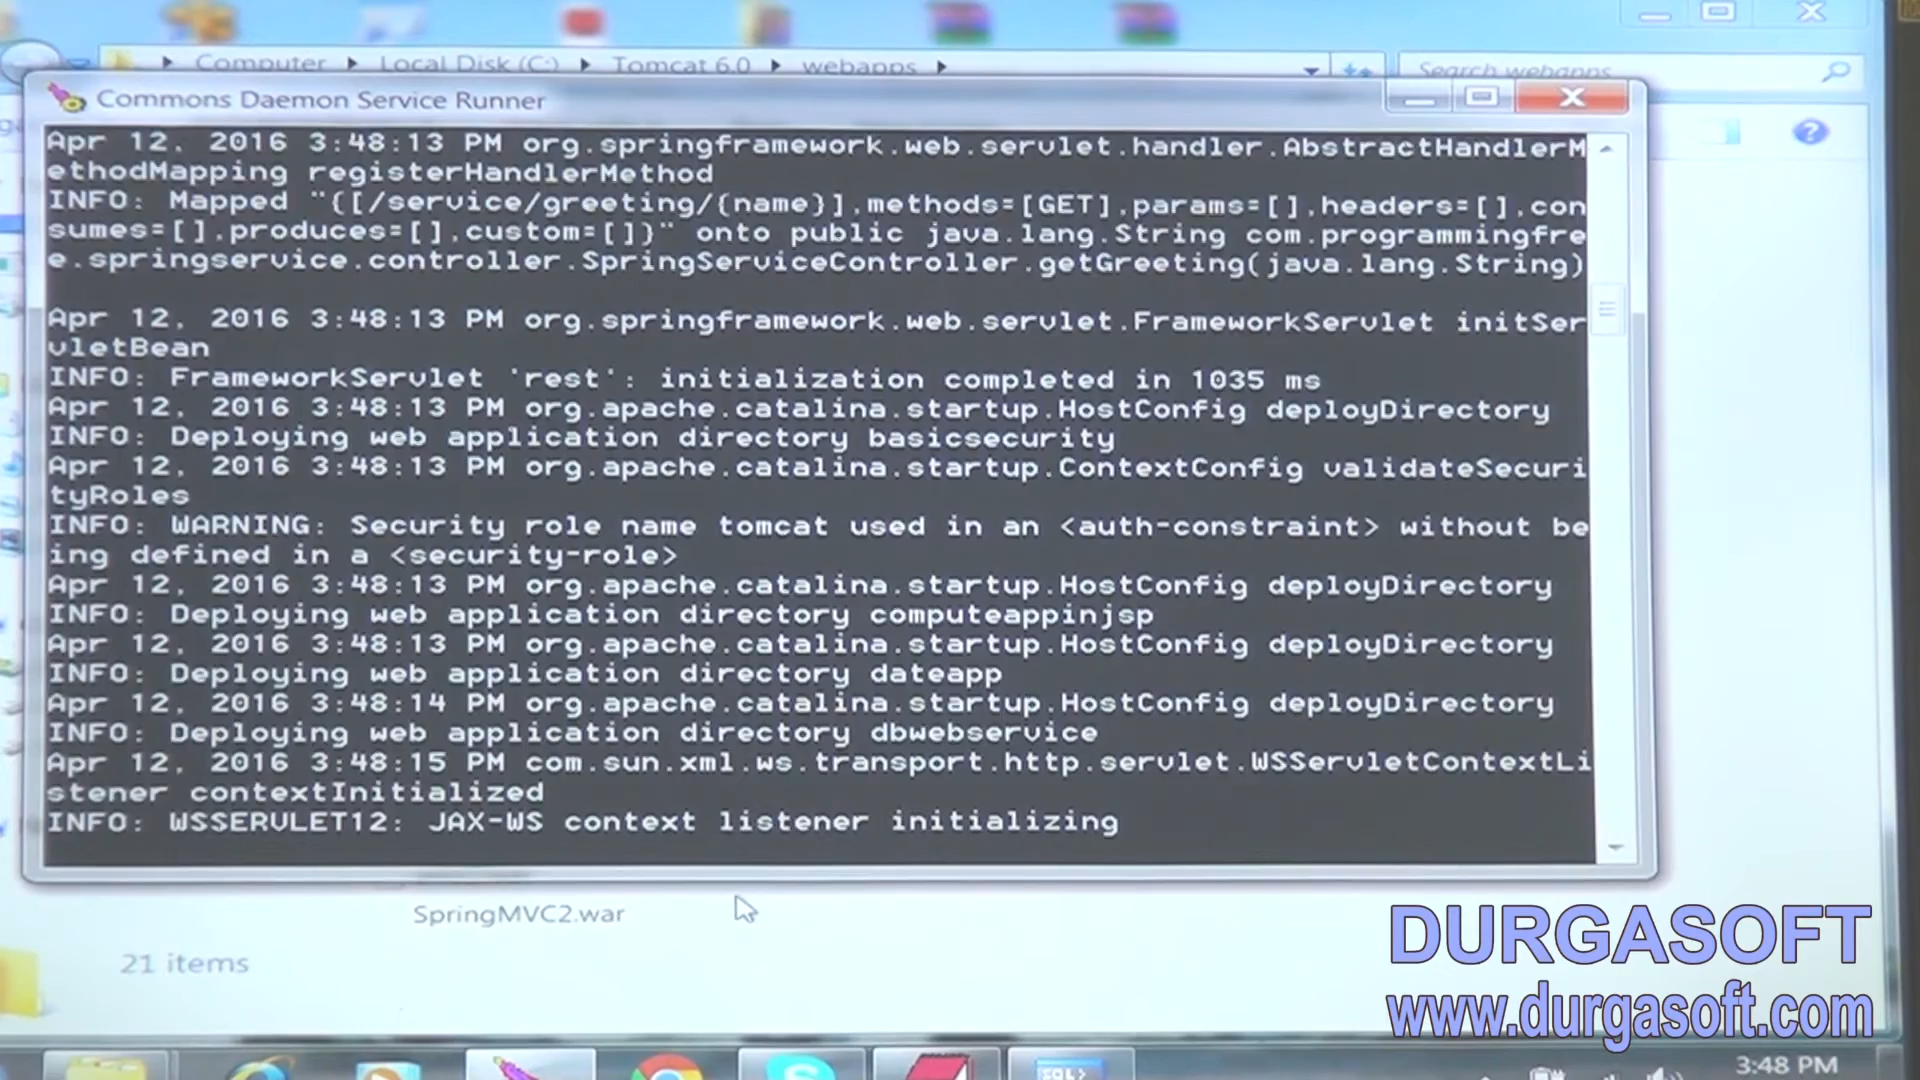 Computer ▸ Local Disk (C:) ▸ Tomcat 6.0 ▸ webapps ▸
Search webapps
Commons Daemon Service Runner
Apr 12, 2016 3:48:13 PM org.springframework.web.servlet.handler.AbstractHandlerM
ethodMapping registerHandlerMethod
INFO: Mapped "{[/service/greeting/{name}],methods=[GET],params=[],headers=[],con
sumes=[],produces=[],custom=[]}" onto public java.lang.String com.programmingfre
e.springservice.controller.SpringServiceController.getGreeting(java.lang.String)
Apr 12, 2016 3:48:13 PM org.springframework.web.servlet.FrameworkServlet initSer
vletBean
INFO: FrameworkServlet 'rest': initialization completed in 1035 ms
Apr 12, 2016 3:48:13 PM org.apache.catalina.startup.HostConfig deployDirectory
INFO: Deploying web application directory basicsecurity
Apr 12, 2016 3:48:13 PM org.apache.catalina.startup.ContextConfig validateSecuri
tyRoles
INFO: WARNING: Security role name tomcat used in an <auth-constraint> without be
ing defined in a <security-role>
Apr 12, 2016 3:48:13 PM org.apache.catalina.startup.HostConfig deployDirectory
INFO: Deploying web application directory computeappinjsp
Apr 12, 2016 3:48:13 PM org.apache.catalina.startup.HostConfig deployDirectory
INFO: Deploying web application directory dateapp
Apr 12, 2016 3:48:14 PM org.apache.catalina.startup.HostConfig deployDirectory
INFO: Deploying web application directory dbwebservice
Apr 12, 2016 3:48:15 PM com.sun.xml.ws.transport.http.servlet.WSServletContextLi
stener contextInitialized
INFO: WSSERVLET12: JAX-WS context listener initializing
SpringMVC2.war
21 items
DURGASOFT
www.durgasoft.com
SQL>
3:48 PM